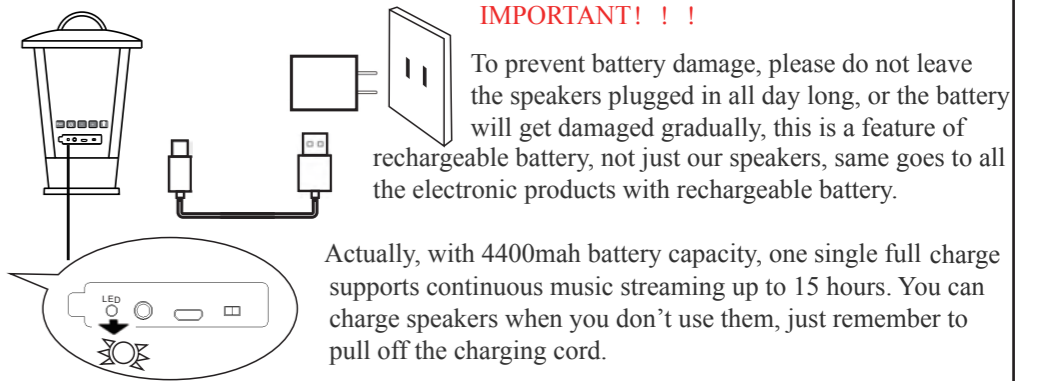 IMPORTANT! ! !
To prevent battery damage, please do not leave
the speakers plugged in all day long, or the battery
will get damaged gradually, this is a feature of
rechargeable battery, not just our speakers, same goes to all
the electronic products with rechargeable battery.
Actually, with 4400mah battery capacity, one single full charge
supports continuous music streaming up to 15 hours. You can
charge speakers when you don’t use them, just remember to
pull off the charging cord.
LED